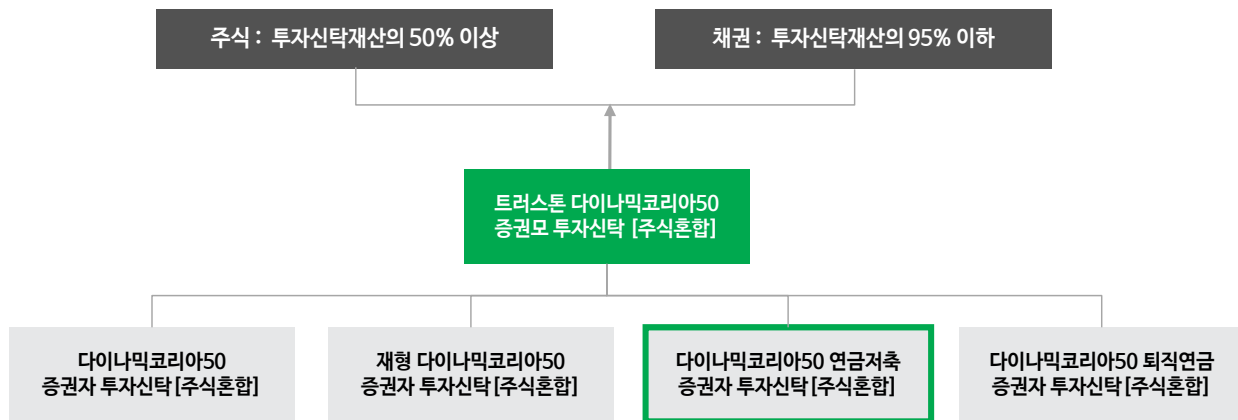 주식 : 투자신탁재산의 50% 이상
채권 : 투자신탁재산의 95% 이하
트러스톤 다이나믹코리아50
증권모 투자신탁 [주식혼합]
다이나믹코리아50
증권자 투자신탁 [주식혼합]
재형 다이나믹코리아50
증권자 투자신탁 [주식혼합]
다이나믹코리아50 연금저축
증권자 투자신탁 [주식혼합]
다이나믹코리아50 퇴직연금
증권자 투자신탁 [주식혼합]